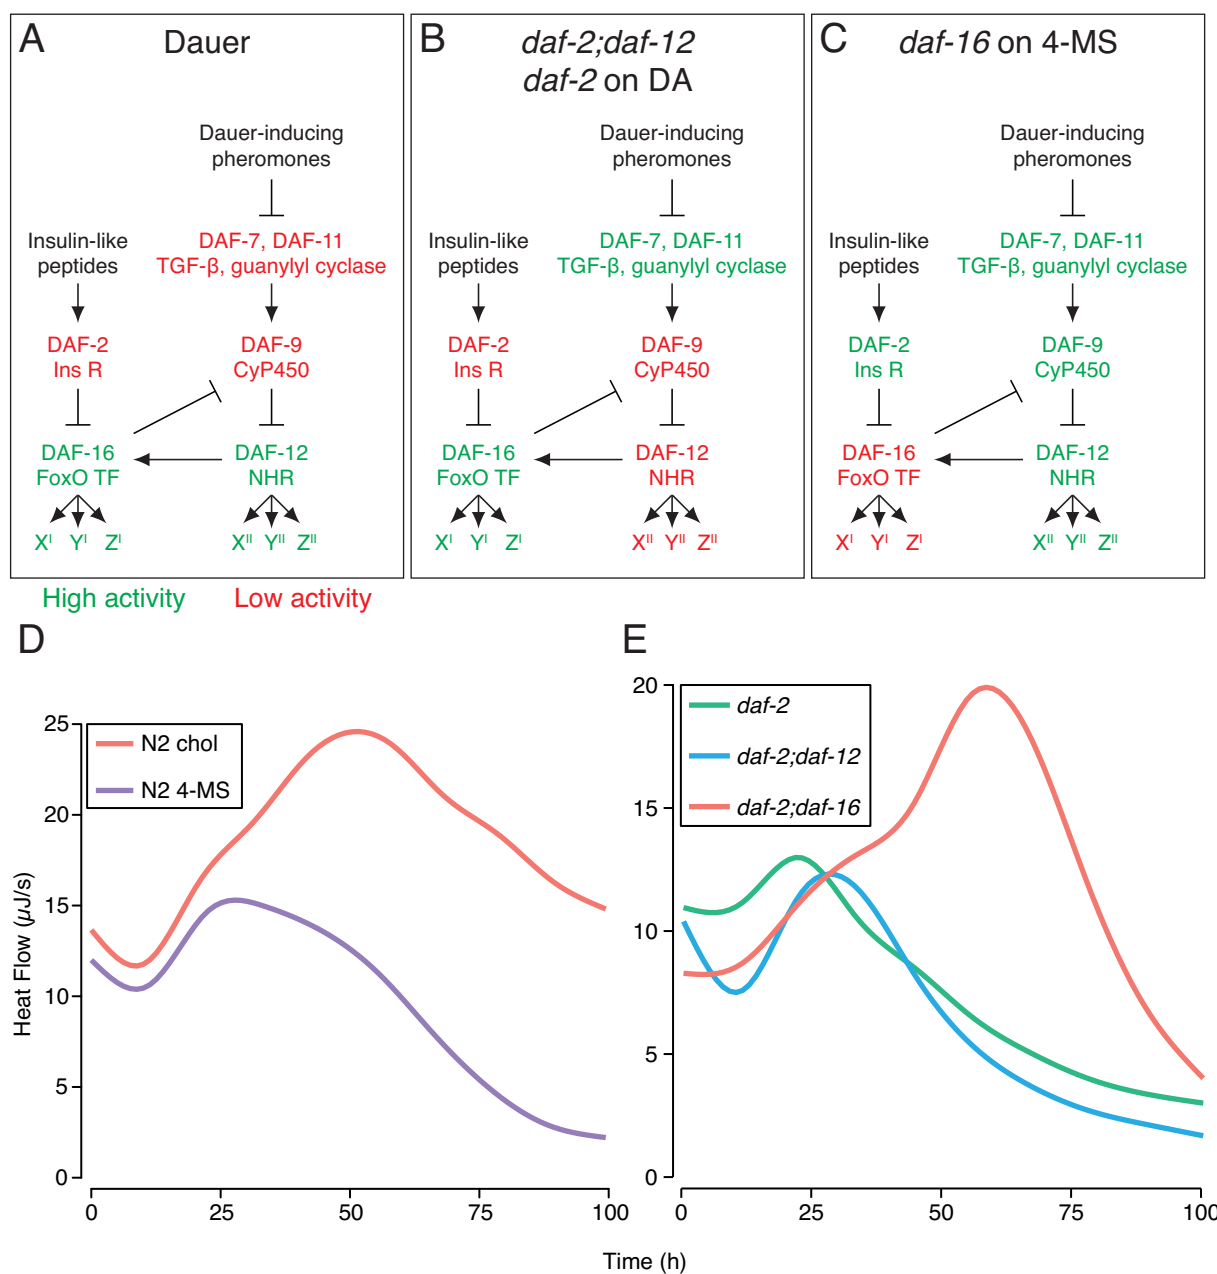 A
Dauer
Dauer-inducing
pheromones
Insulin-like
peptides
DAF-7, DAF-11
TGF-β, guanylyl cyclase
DAF-2
Ins R
DAF-9
CyP450
DAF-16
FoxO TF
DAF-12
NHR
Xᴵ Yᴵ Zᴵ
Xᴵᴵ Yᴵᴵ Zᴵᴵ
B
daf-2;daf-12
daf-2 on DA
Dauer-inducing
pheromones
Insulin-like
peptides
DAF-7, DAF-11
TGF-β, guanylyl cyclase
DAF-2
Ins R
DAF-9
CyP450
DAF-16
FoxO TF
DAF-12
NHR
Xᴵ Yᴵ Zᴵ
Xᴵᴵ Yᴵᴵ Zᴵᴵ
C
daf-16 on 4-MS
Dauer-inducing
pheromones
Insulin-like
peptides
DAF-7, DAF-11
TGF-β, guanylyl cyclase
DAF-2
Ins R
DAF-9
CyP450
DAF-16
FoxO TF
DAF-12
NHR
Xᴵ Yᴵ Zᴵ
Xᴵᴵ Yᴵᴵ Zᴵᴵ
High activity
Low activity
D
N2 chol
N2 4-MS
25
20
15
10
5
0
0 25 50 75 100
Heat Flow (µJ/s)
E
daf-2
daf-2;daf-12
daf-2;daf-16
20
15
10
5
0
0 25 50 75 100
Time (h)